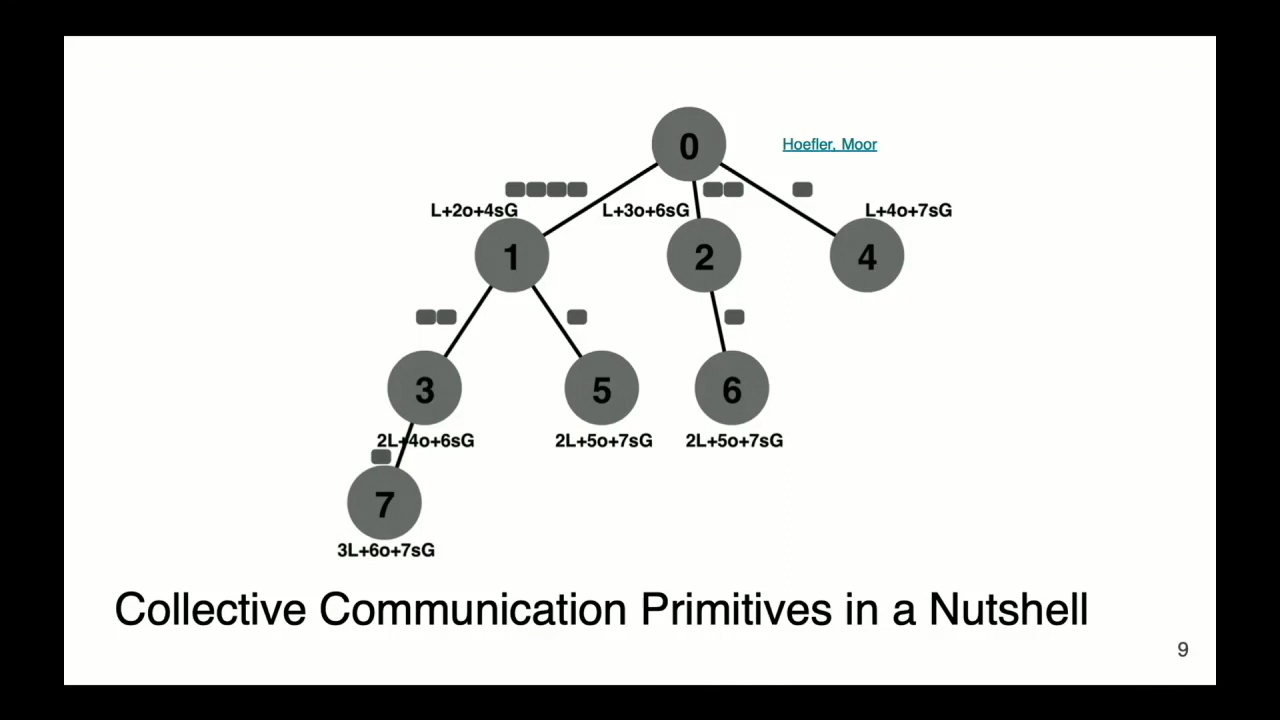 0
Hoefler, Moor
L+2o+4sG
L+3o+6sG
L+4o+7sG
1
2
4
3
5
6
2L+4o+6sG
2L+5o+7sG
2L+5o+7sG
7
3L+6o+7sG
Collective Communication Primitives in a Nutshell
9